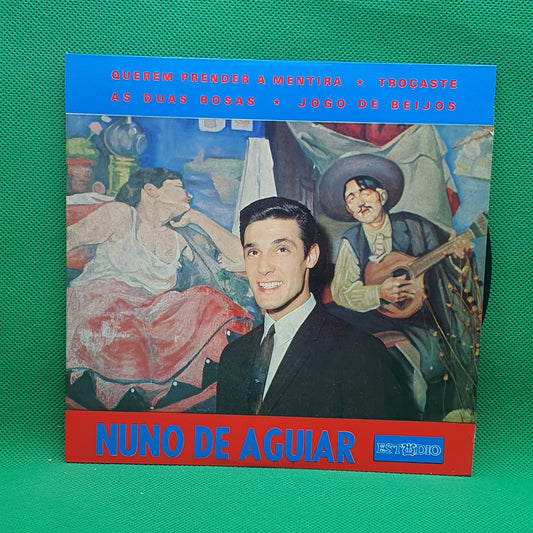 QUEREM PRENDER A MENTIRA * TROÇASTE
AS DUAS ROSAS * JOGO DE BEIJOS
NUNO DE AGUIAR
ESTÚDIO